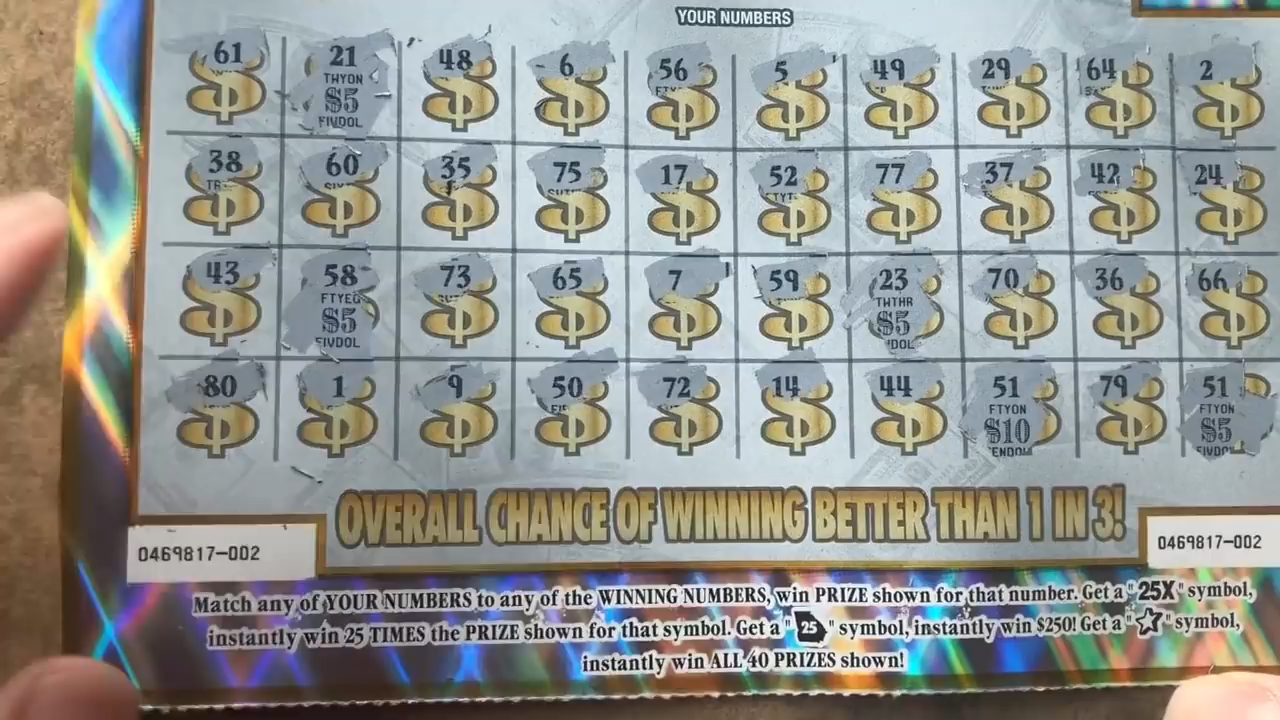 YOUR NUMBERS
61 21 48 6 56 5 49 29 64 2
THYON
$5
FIVDOL
38 60 35 75 17 52 77 37 42 24
43 58 73 65 7 59 23 70 36 66
FTYEG THTHR
$5 $5
FIVDOL VDOL
80 1 9 50 72 14 44 51 79 51
FTYON FTYON
$10 $5
ENDOL FIVDOL
OVERALL CHANCE OF WINNING BETTER THAN 1 IN 3!
0469817-002 0469817-002
Match any of YOUR NUMBERS to any of the WINNING NUMBERS, win PRIZE shown for that number. Get a "25X" symbol,
instantly win 25 TIMES the PRIZE shown for that symbol. Get a "25" symbol, instantly win $250! Get a "☆" symbol,
instantly win ALL 40 PRIZES shown!